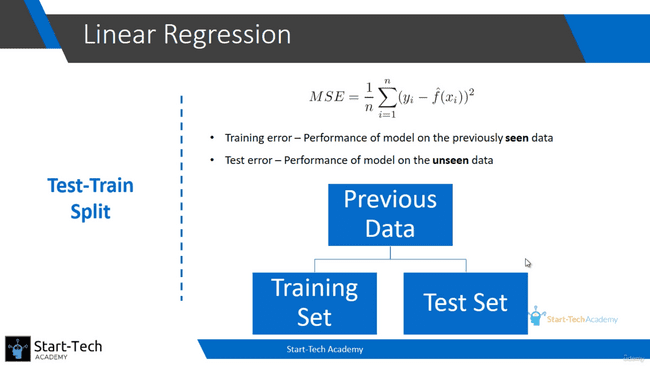 Linear Regression
MSE = \frac{1}{n} \sum_{i=1}^{n} (y_i - \hat{f}(x_i))^2
• Training error – Performance of model on the previously seen data
• Test error – Performance of model on the unseen data
Test-Train
Split
Previous
Data
Training
Set
Test Set
Start-TechAcademy
Start-Tech
ACADEMY
Start-Tech Academy
Udemy